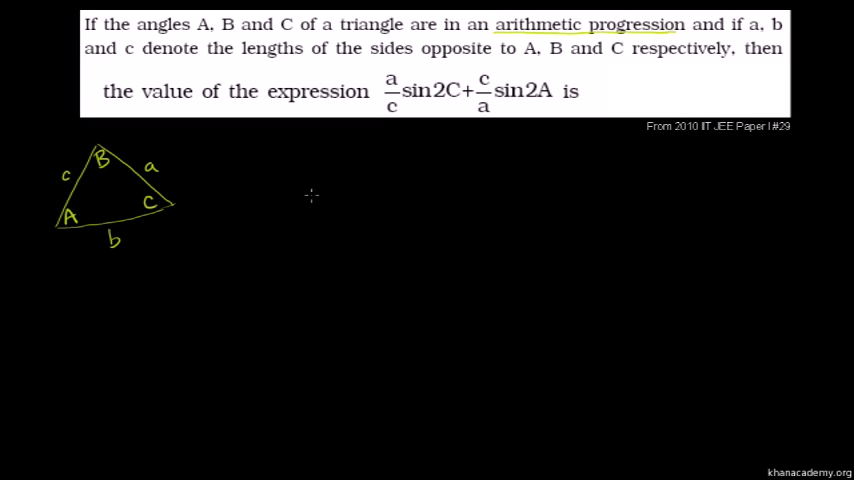 If the angles A, B and C of a triangle are in an arithmetic progression and if a, b
and c denote the lengths of the sides opposite to A, B and C respectively, then
the value of the expression a/c sin2C+c/a sin2A is
From 2010 IIT JEE Paper I #29
B
c
a
A
C
b
khanacademy.org